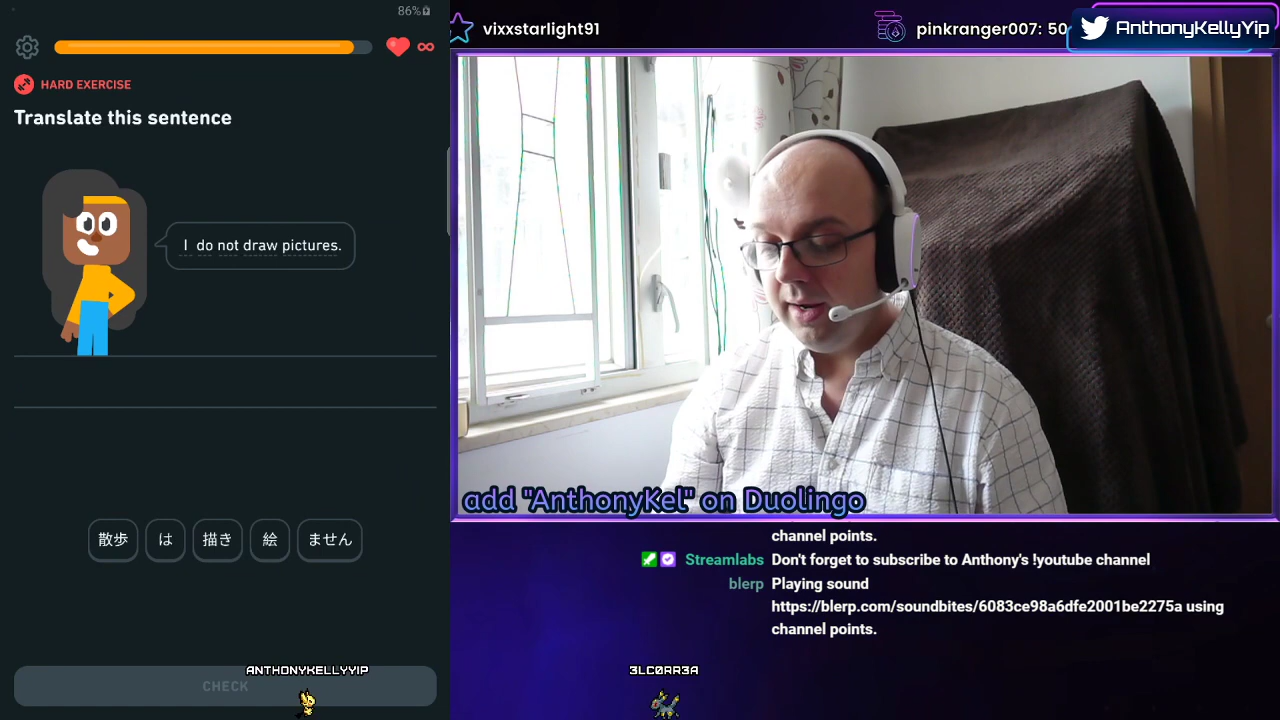 86%
HARD EXERCISE
Translate this sentence
I do not draw pictures.
散歩 は 描き 絵 ません
CHECK
ANTHONYKELLYYIP
vixxstarlight91
pinkranger007: 50
AnthonyKellyYip
add "AnthonyKel" on Duolingo
channel points.
Streamlabs Don't forget to subscribe to Anthony's !youtube channel
blerp Playing sound
https://blerp.com/soundbites/6083ce98a6dfe2001be2275a using
channel points.
3LC0RR3A